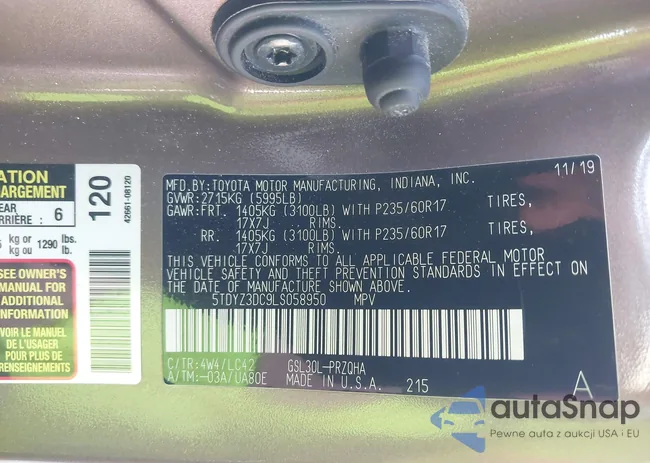 ATION
HARGEMENT
EAR
RRIÈRE : 6
kg or 1290 lbs.
kg ou lb.
120
42661-08120
SEE OWNER'S
MANUAL FOR
ADDITIONAL
INFORMATION
VOIR LE MANUEL
DE L'USAGER
POUR PLUS DE
RENSEIGNEMENTS
11/19
MFD.BY:TOYOTA MOTOR MANUFACTURING, INDIANA, INC.
GVWR:2715KG (5995LB)
GAWR:FRT. 1405KG (3100LB) WITH P235/60R17 TIRES,
17X7J RIMS.
RR. 1405KG (3100LB) WITH P235/60R17 TIRES,
17X7J RIMS.
THIS VEHICLE CONFORMS TO ALL APPLICABLE FEDERAL MOTOR
VEHICLE SAFETY AND THEFT PREVENTION STANDARDS IN EFFECT ON
THE DATE OF MANUFACTURE SHOWN ABOVE.
5TDYZ3DC9LS058950 MPV
C/TR:4W4/LC42 GSL30L-PRZQHA
A/TM:-03A/UA80E MADE IN U.S.A. 215 A
autoSnap
Pewne auta z aukcji USA i EU